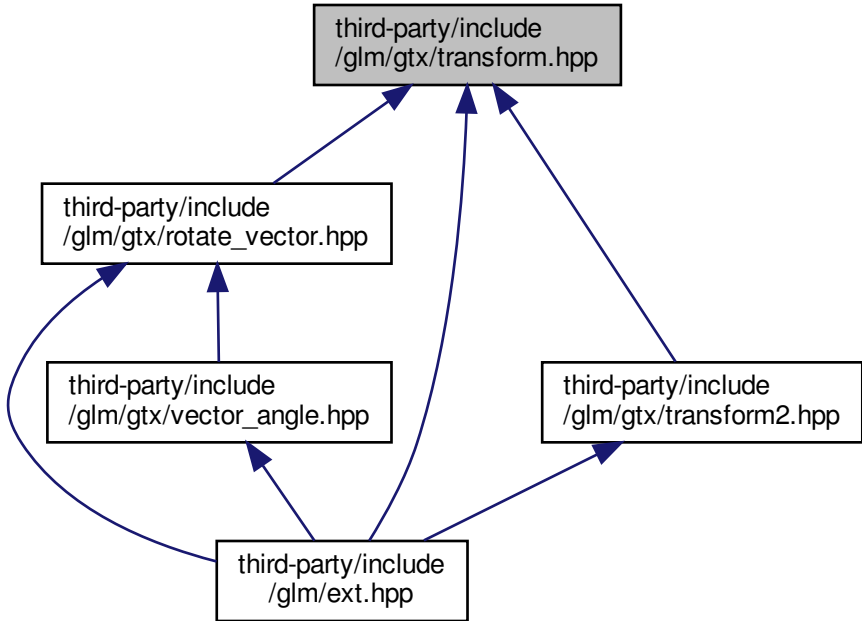 third-party/include
/glm/gtx/transform.hpp
third-party/include
/glm/gtx/rotate_vector.hpp
third-party/include
/glm/gtx/vector_angle.hpp
third-party/include
/glm/gtx/transform2.hpp
third-party/include
/glm/ext.hpp